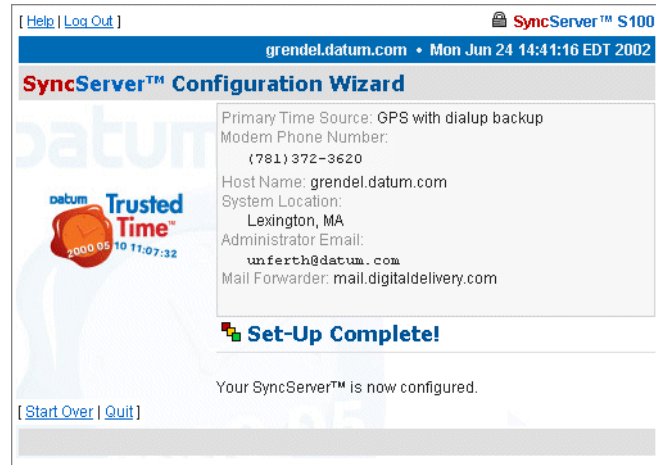 [ Help | Log Out ]
SyncServer™ S100
grendel.datum.com • Mon Jun 24 14:41:16 EDT 2002
SyncServer™ Configuration Wizard
Primary Time Source: GPS with dialup backup
Modem Phone Number:
(781)372-3620
Host Name: grendel.datum.com
System Location:
Lexington, MA
Administrator Email:
unferth@datum.com
Mail Forwarder: mail.digitaldelivery.com
Datum
Datum
Trusted
Time™
2000 05 10 11:07:32
Set-Up Complete!
Your SyncServer™ is now configured.
[ Start Over | Quit ]